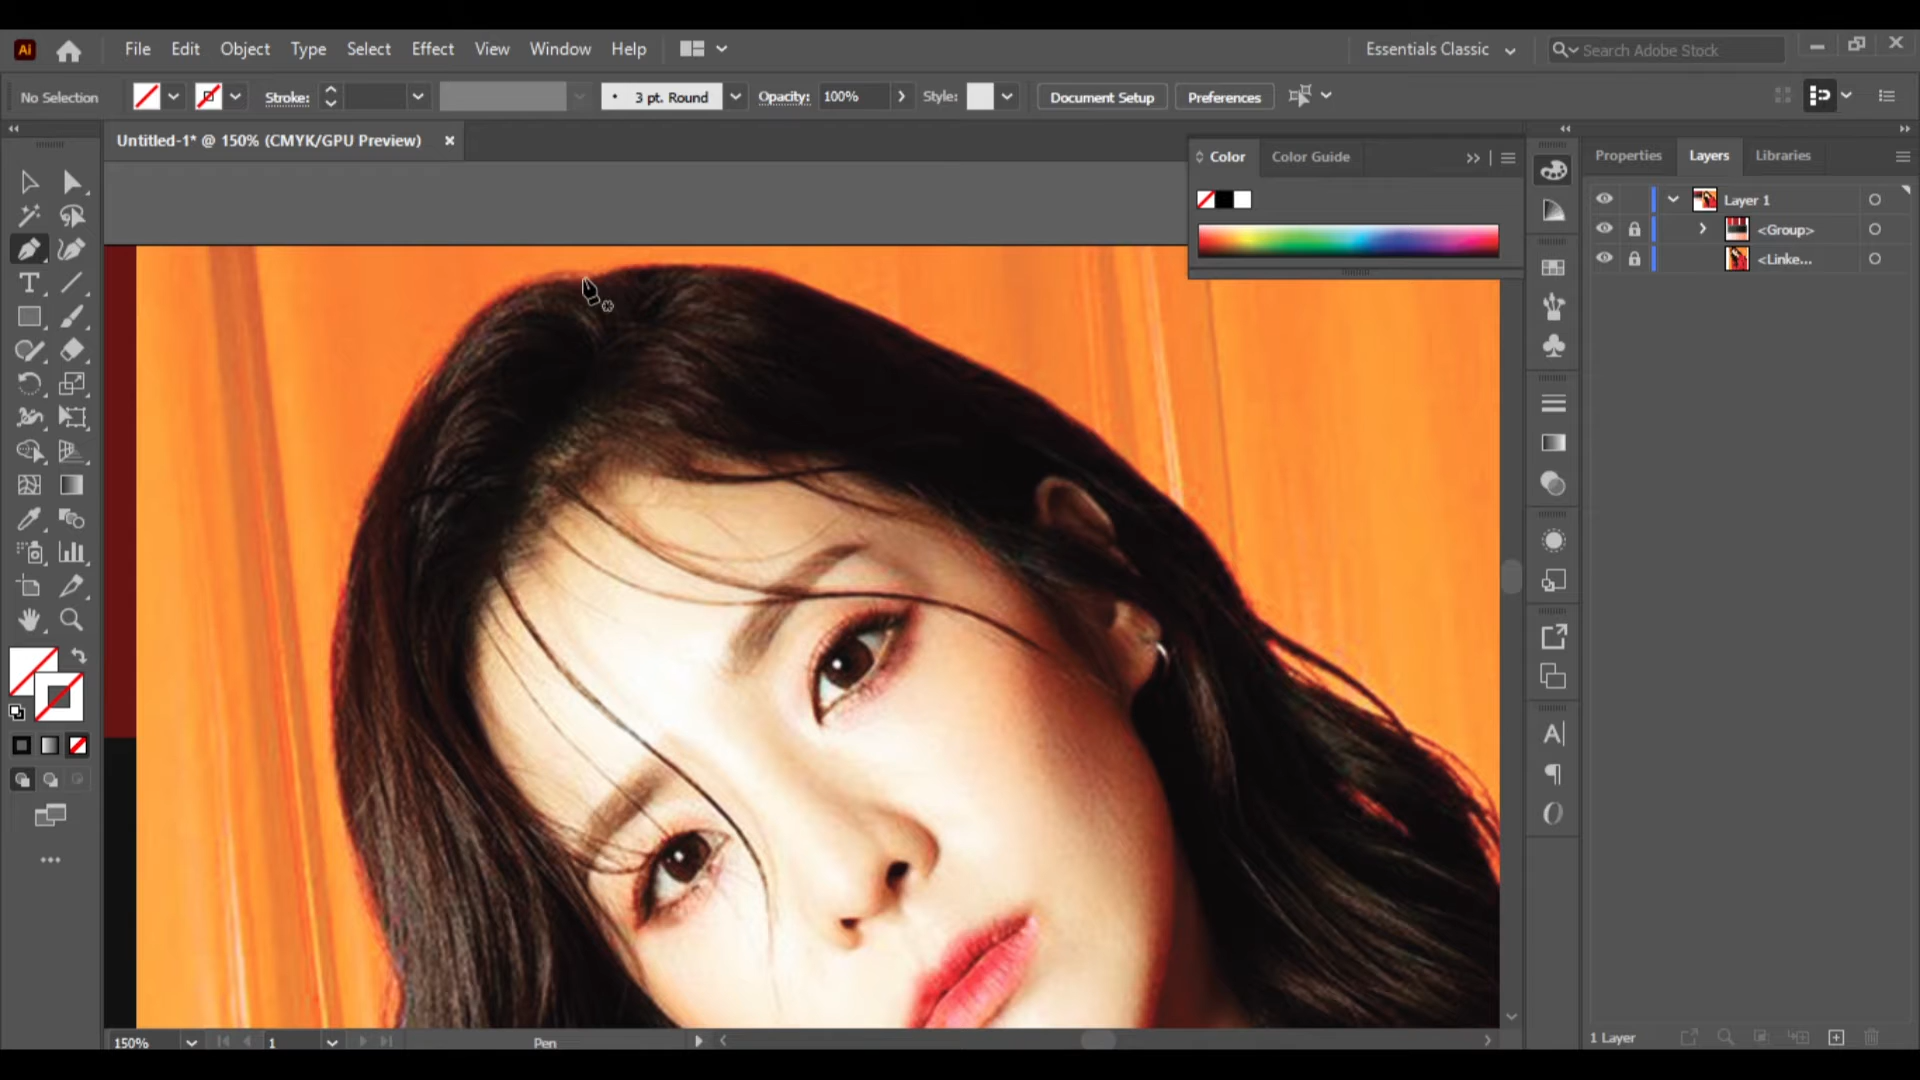 Ai File Edit Object Type Select Effect View Window Help Essentials Classic Search Adobe Stock
No Selection Stroke: 3 pt. Round Opacity: 100% Style: Document Setup Preferences
Untitled-1* @ 150% (CMYK/GPU Preview)
Color Color Guide
Properties Layers Libraries
Layer 1
<Group>
<Linke...
150% 1 Pen
1 Layer